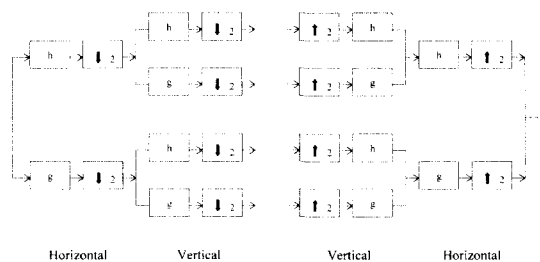 h ↓ 2 ↑ 2 h
h ↓ 2 h ↑ 2
g ↓ 2 ↑ 2 g
h ↓ 2 ↑ 2 h
g ↓ 2 g ↑ 2
g ↓ 2 ↑ 2 g
Horizontal Vertical Vertical Horizontal